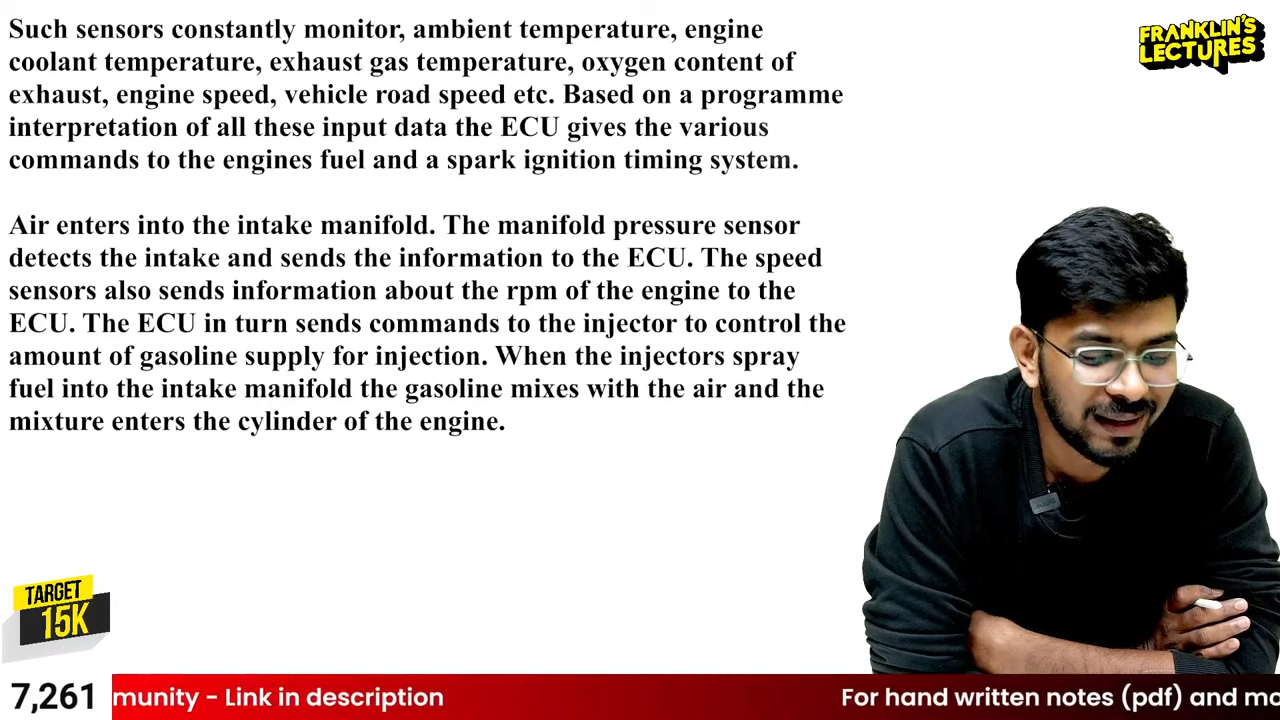 Such sensors constantly monitor, ambient temperature, engine
coolant temperature, exhaust gas temperature, oxygen content of
exhaust, engine speed, vehicle road speed etc. Based on a programme
interpretation of all these input data the ECU gives the various
commands to the engines fuel and a spark ignition timing system.
Air enters into the intake manifold. The manifold pressure sensor
detects the intake and sends the information to the ECU. The speed
sensors also sends information about the rpm of the engine to the
ECU. The ECU in turn sends commands to the injector to control the
amount of gasoline supply for injection. When the injectors spray
fuel into the intake manifold the gasoline mixes with the air and the
mixture enters the cylinder of the engine.
FRANKLIN'S
LECTURES
TARGET
15K
7,261
munity - Link in description
For hand written notes (pdf) and mo